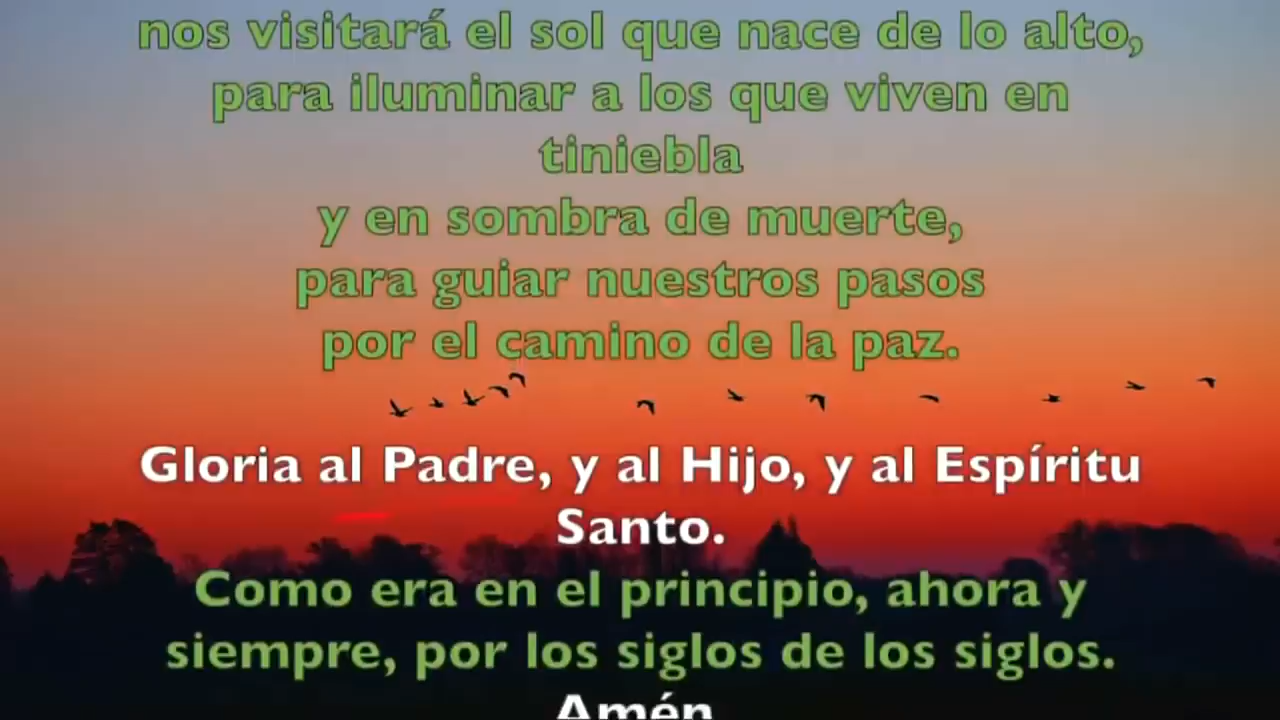 nos visitará el sol que nace de lo alto,
para iluminar a los que viven en
tiniebla
y en sombra de muerte,
para guiar nuestros pasos
por el camino de la paz.
Gloria al Padre, y al Hijo, y al Espíritu
Santo.
Como era en el principio, ahora y
siempre, por los siglos de los siglos.
Amén